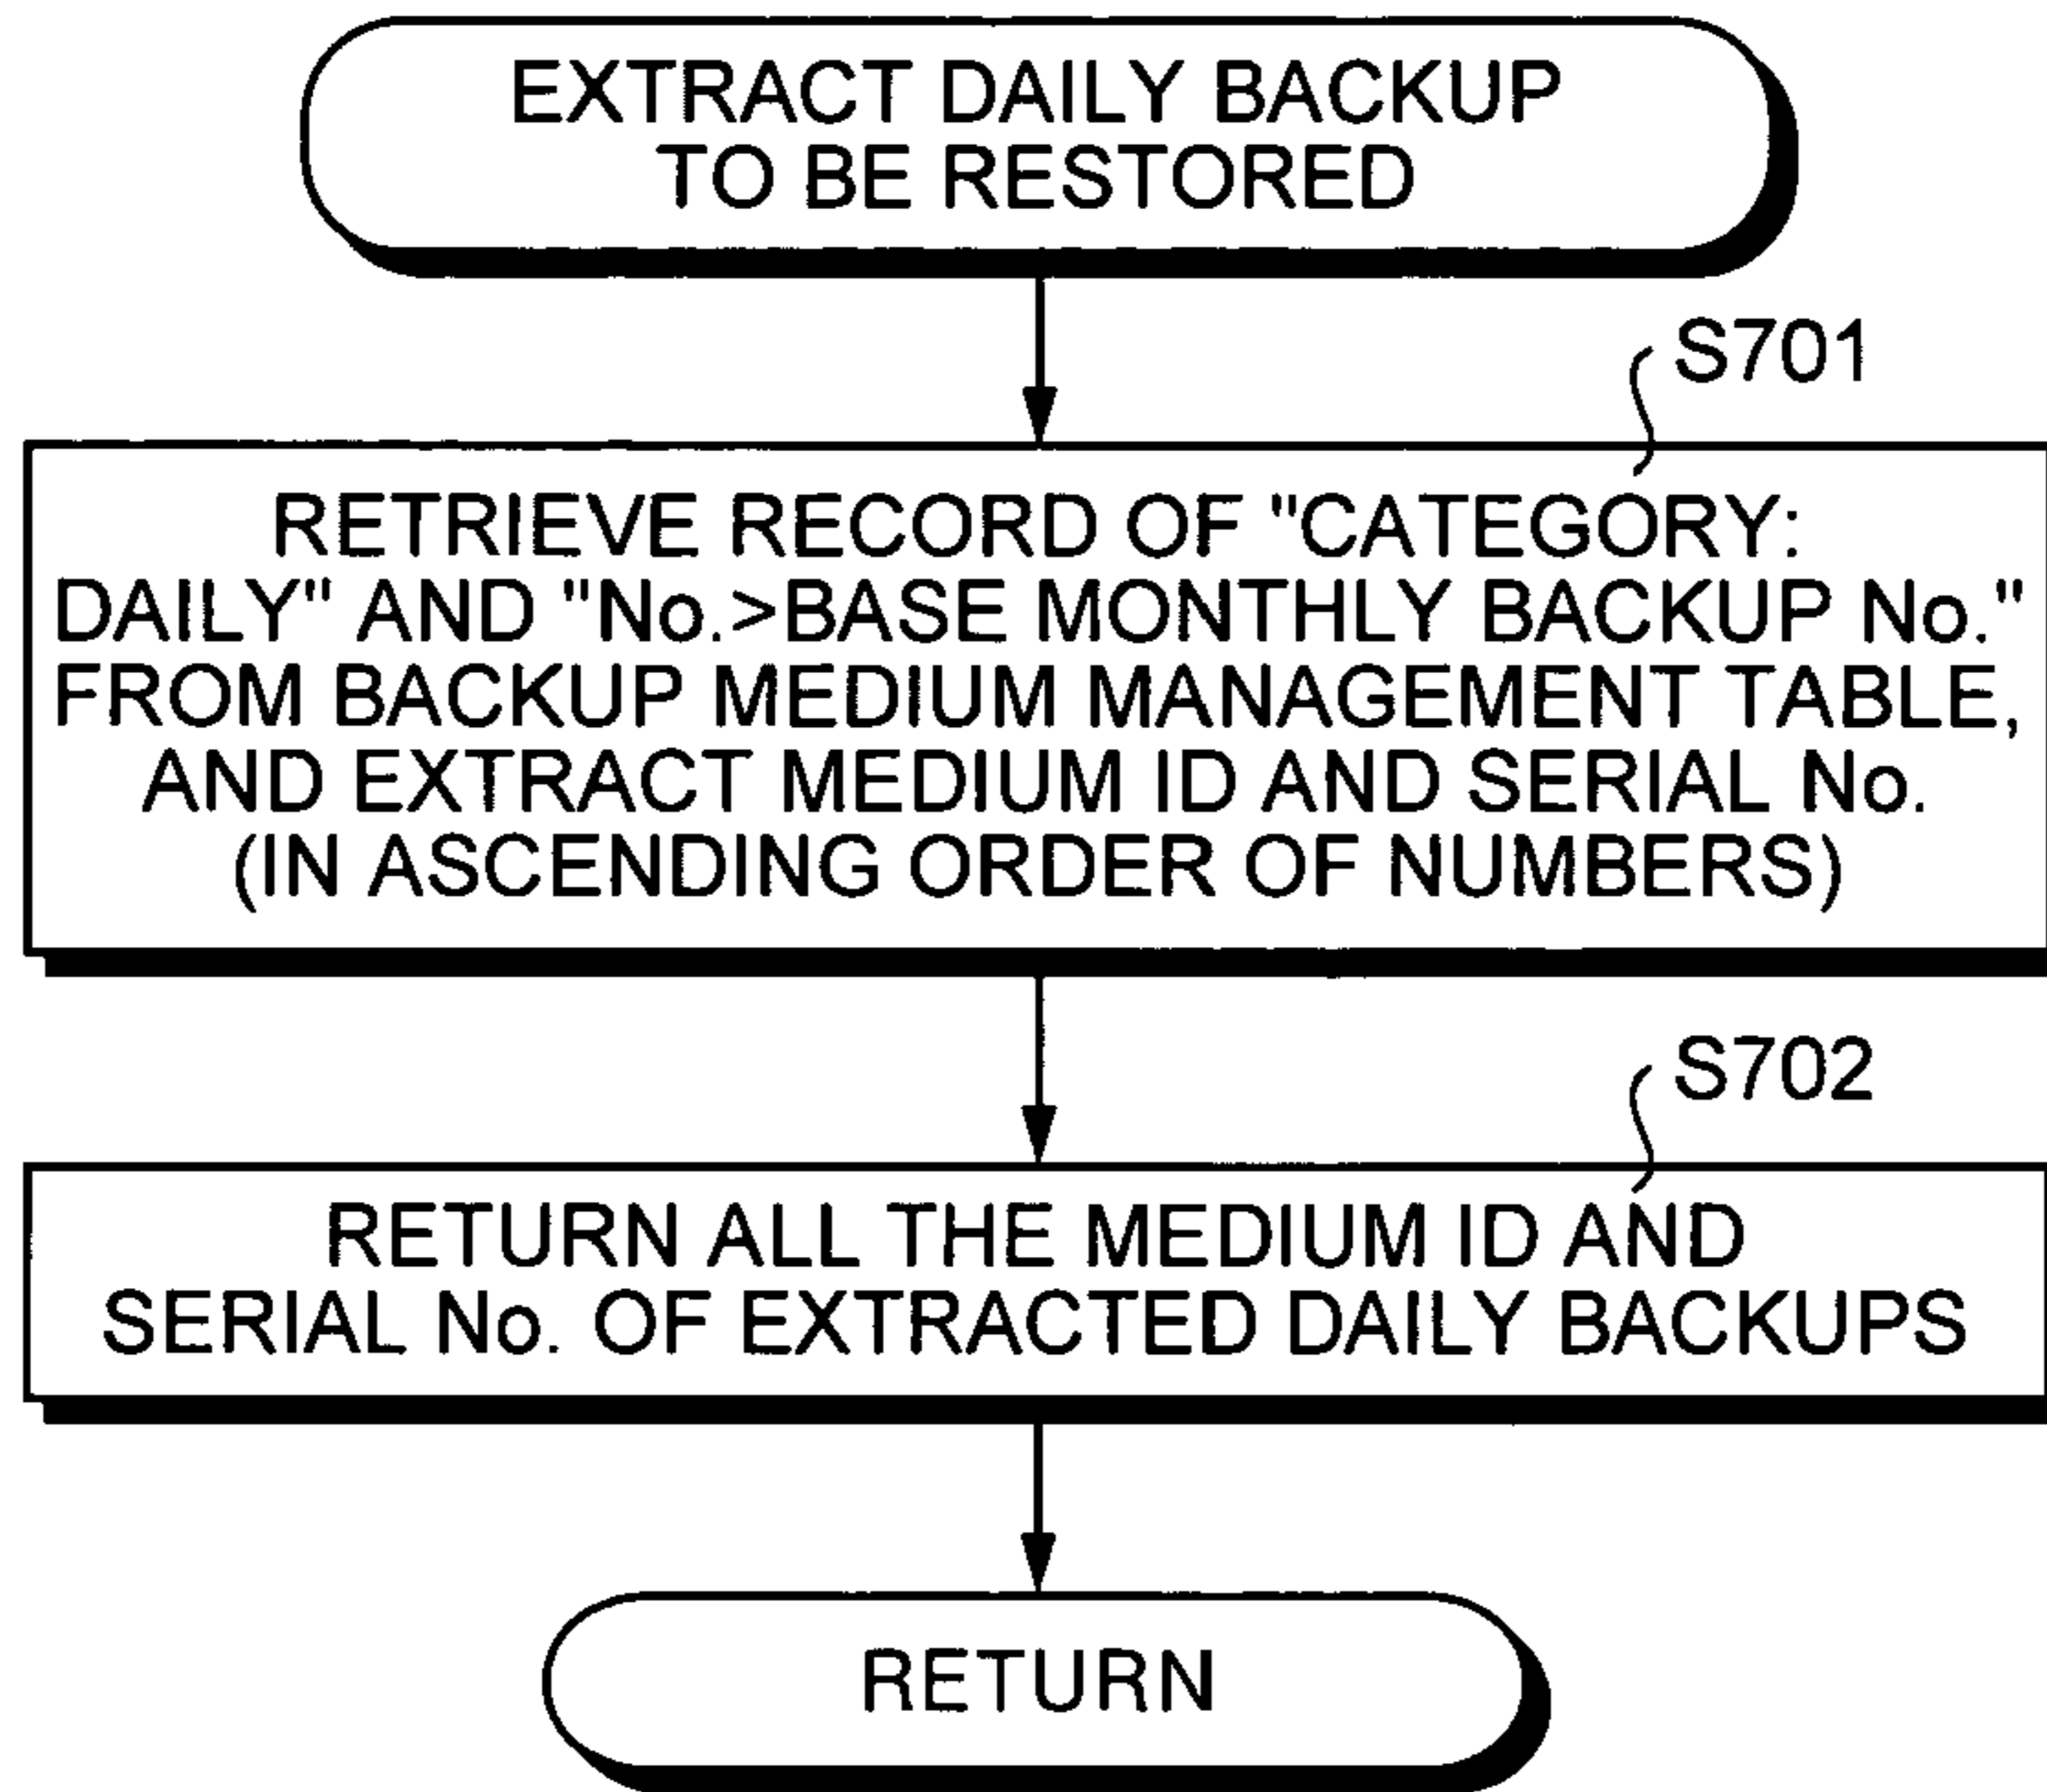 EXTRACT DAILY BACKUP
TO BE RESTORED
S701
RETRIEVE RECORD OF "CATEGORY:
DAILY" AND "No.>BASE MONTHLY BACKUP No."
FROM BACKUP MEDIUM MANAGEMENT TABLE,
AND EXTRACT MEDIUM ID AND SERIAL No.
(IN ASCENDING ORDER OF NUMBERS)
S702
RETURN ALL THE MEDIUM ID AND
SERIAL No. OF EXTRACTED DAILY BACKUPS
RETURN